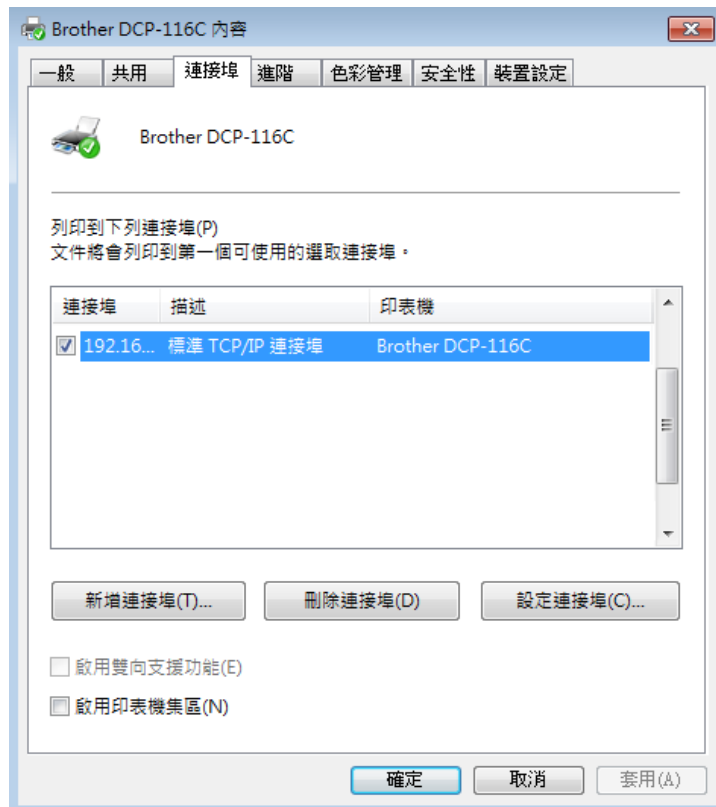 Brother DCP-116C 內容
一般 共用 連接埠 進階 色彩管理 安全性 裝置設定
Brother DCP-116C
列印到下列連接埠(P)
文件將會列印到第一個可使用的選取連接埠。
連接埠 描述 印表機
192.16... 標準 TCP/IP 連接埠 Brother DCP-116C
新增連接埠(T)... 刪除連接埠(D) 設定連接埠(C)...
啟用雙向支援功能(E)
啟用印表機集區(N)
確定 取消 套用(A)